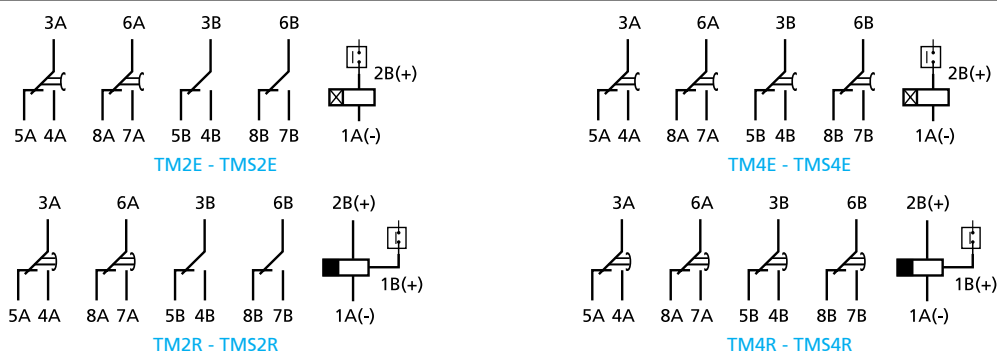 3A 6A 3B 6B
2B(+)
5A 4A 8A 7A 5B 4B 8B 7B 1A(-)
TM2E - TMS2E
3A 6A 3B 6B
2B(+)
5A 4A 8A 7A 5B 4B 8B 7B 1A(-)
TM4E - TMS4E
3A 6A 3B 6B 2B(+)
1B(+)
5A 4A 8A 7A 5B 4B 8B 7B 1A(-)
TM2R - TMS2R
3A 6A 3B 6B 2B(+)
1B(+)
5A 4A 8A 7A 5B 4B 8B 7B 1A(-)
TM4R - TMS4R